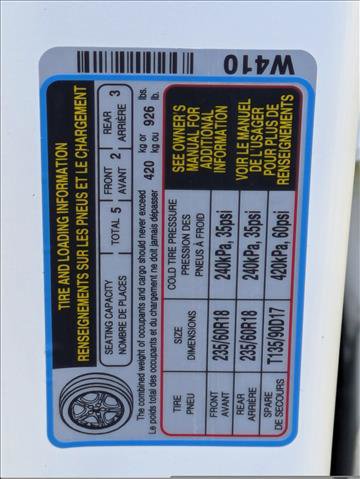 TIRE AND LOADING INFORMATION
RENSEIGNEMENTS SUR LES PNEUS ET LE CHARGEMENT
SEATING CAPACITY
NOMBRE DE PLACES
TOTAL 5
FRONT
AVANT 2
REAR
ARRIÈRE 3
The combined weight of occupants and cargo should never exceed
Le poids total des occupants et du chargement ne doit jamais dépasser
420 kg or kg ou
926 lbs. lb.
TIRE
PNEU
SIZE
DIMENSIONS
COLD TIRE PRESSURE
PRESSION DES
PNEUS À FROID
FRONT
AVANT
235/60R18
240kPa, 35psi
REAR
ARRIÈRE
235/60R18
240kPa, 35psi
SPARE
DE SECOURS
T135/90D17
420kPa, 60psi
SEE OWNER'S
MANUAL FOR
ADDITIONAL
INFORMATION
VOIR LE MANUEL
DE L'USAGER
POUR PLUS DE
RENSEIGNEMENTS
W410